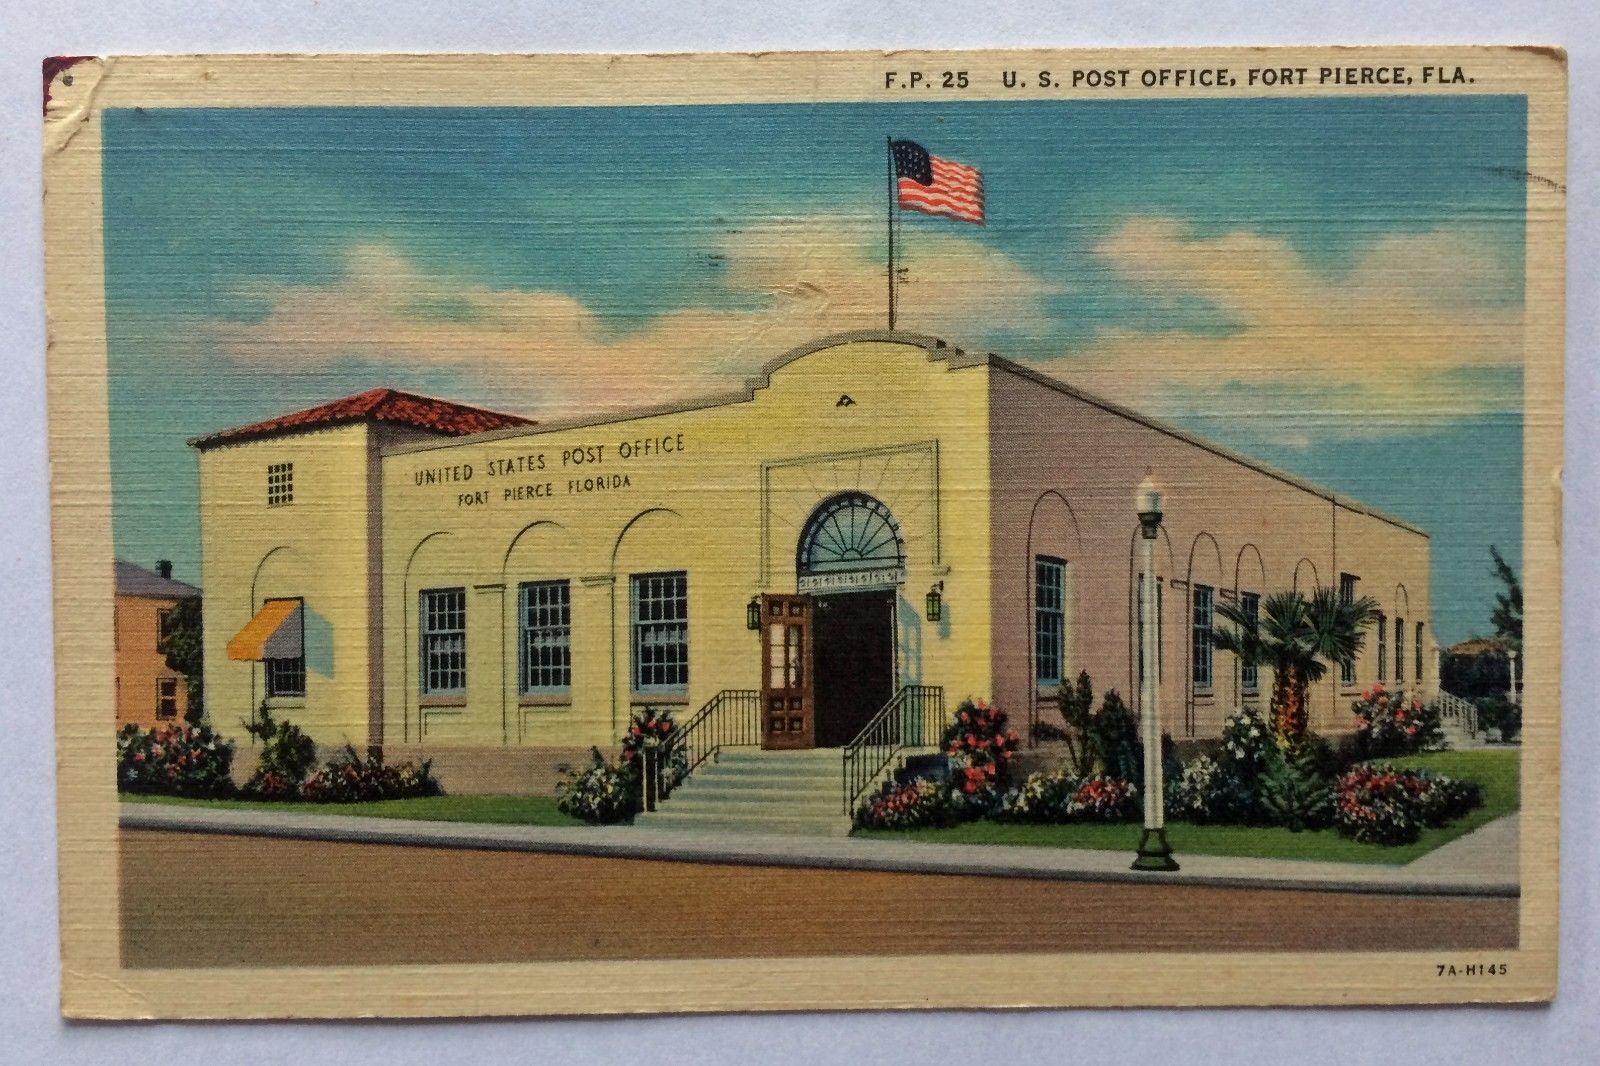 F.P. 25 U. S. POST OFFICE, FORT PIERCE, FLA.
UNITED STATES POST OFFICE
FORT PIERCE FLORIDA
7A-H145